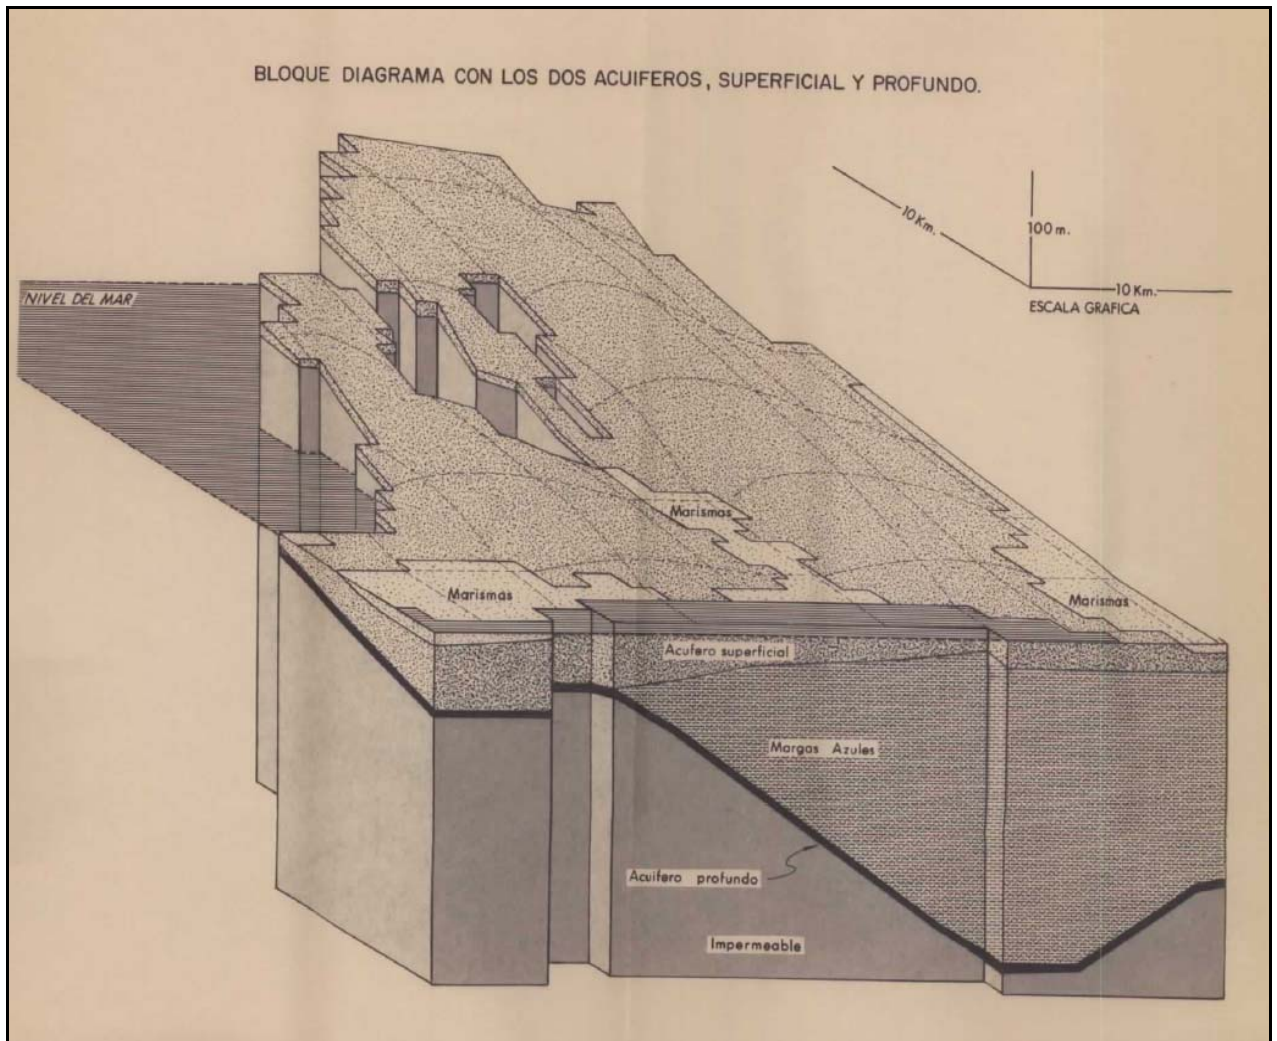 BLOQUE DIAGRAMA CON LOS DOS ACUIFEROS, SUPERFICIAL Y PROFUNDO.
10 Km.
100 m.
10 Km.
ESCALA GRAFICA
NIVEL DEL MAR
Marismas
Marismas
Marismas
Acufero superficial
Margas Azules
Acuifero profundo
Impermeable